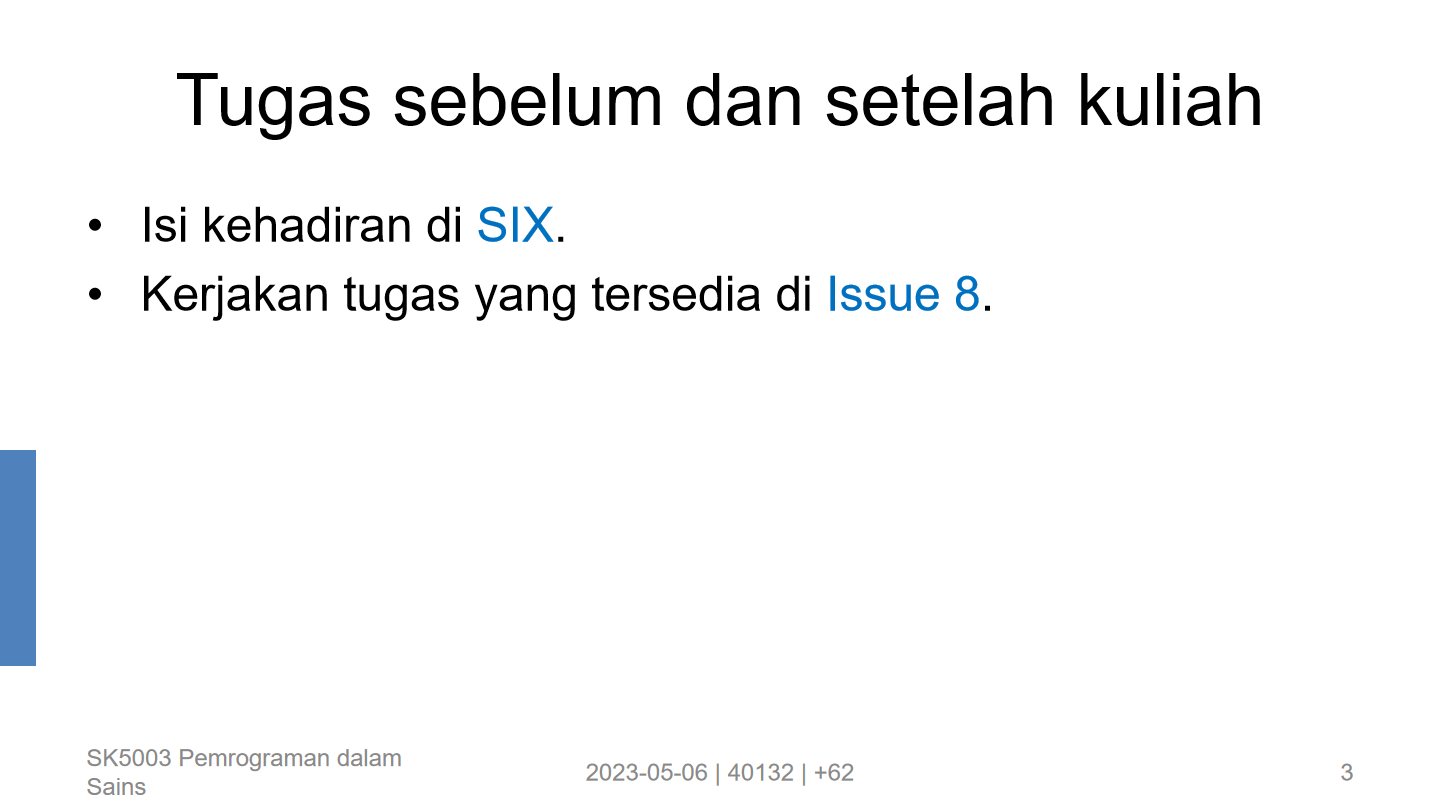 Tugas sebelum dan setelah kuliah
• Isi kehadiran di SIX.
• Kerjakan tugas yang tersedia di Issue 8.
SK5003 Pemrograman dalam
Sains
2023-05-06 | 40132 | +62
3